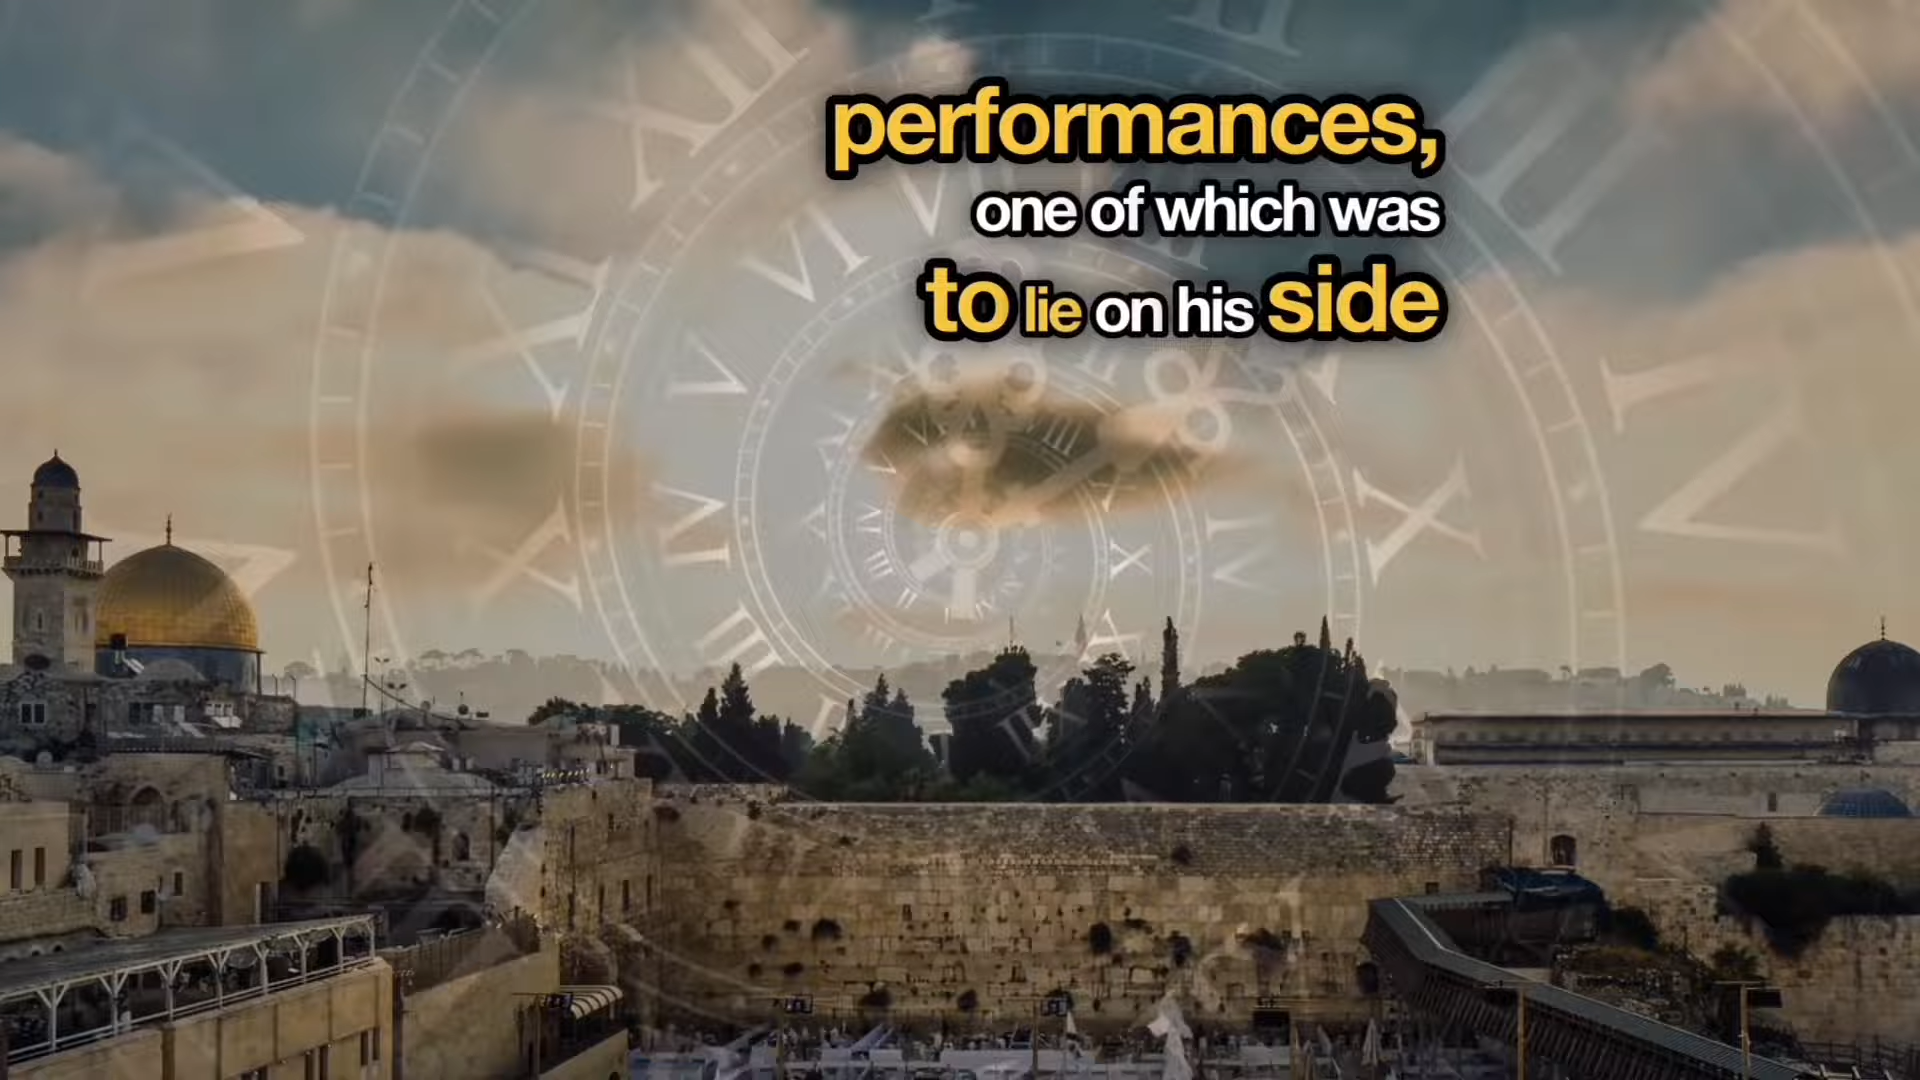 performances,
one of which was
to lie on his side